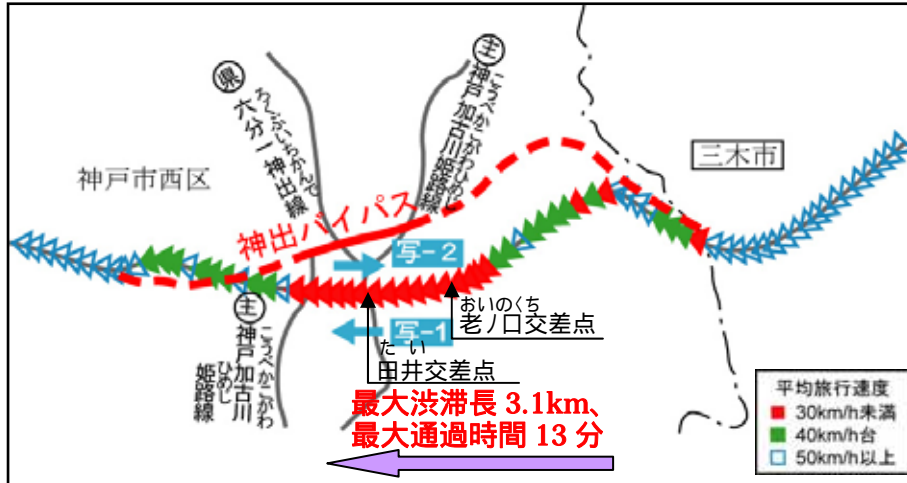 県
ろくぶいちかんで
六分一神出線
主
こうべかこがわひめじ
神戸加古川姫路線
神戸市西区
三木市
神出バイパス
写-2
おいのくち
老ノ口交差点
写-1
たい
田井交差点
主
こうべかこがわ
神戸加古川
ひめじ
姫路線
最大渋滞長 3.1km、
最大通過時間 13 分
平均旅行速度
30km/h未満
40km/h台
50km/h以上